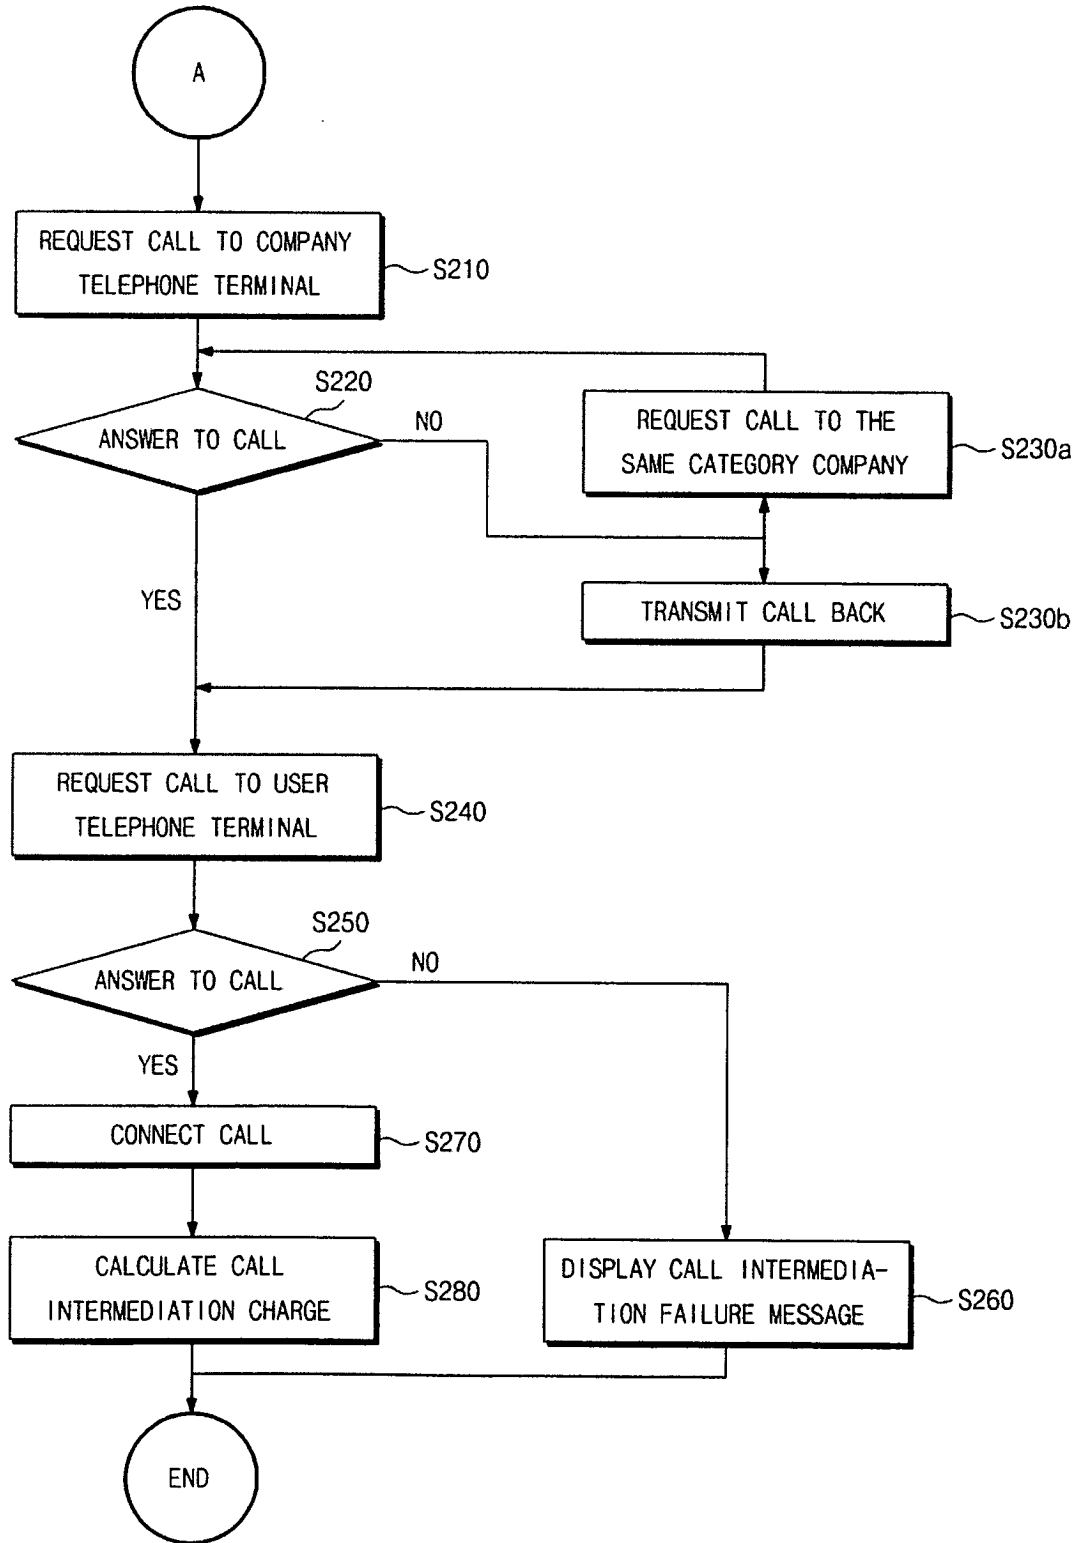 A
REQUEST CALL TO COMPANY
TELEPHONE TERMINAL
S210
S220
ANSWER TO CALL
NO
REQUEST CALL TO THE
SAME CATEGORY COMPANY
S230a
YES
TRANSMIT CALL BACK
S230b
REQUEST CALL TO USER
TELEPHONE TERMINAL
S240
S250
ANSWER TO CALL
NO
YES
CONNECT CALL
S270
CALCULATE CALL
INTERMEDIATION CHARGE
S280
DISPLAY CALL INTERMEDIA-
TION FAILURE MESSAGE
S260
END